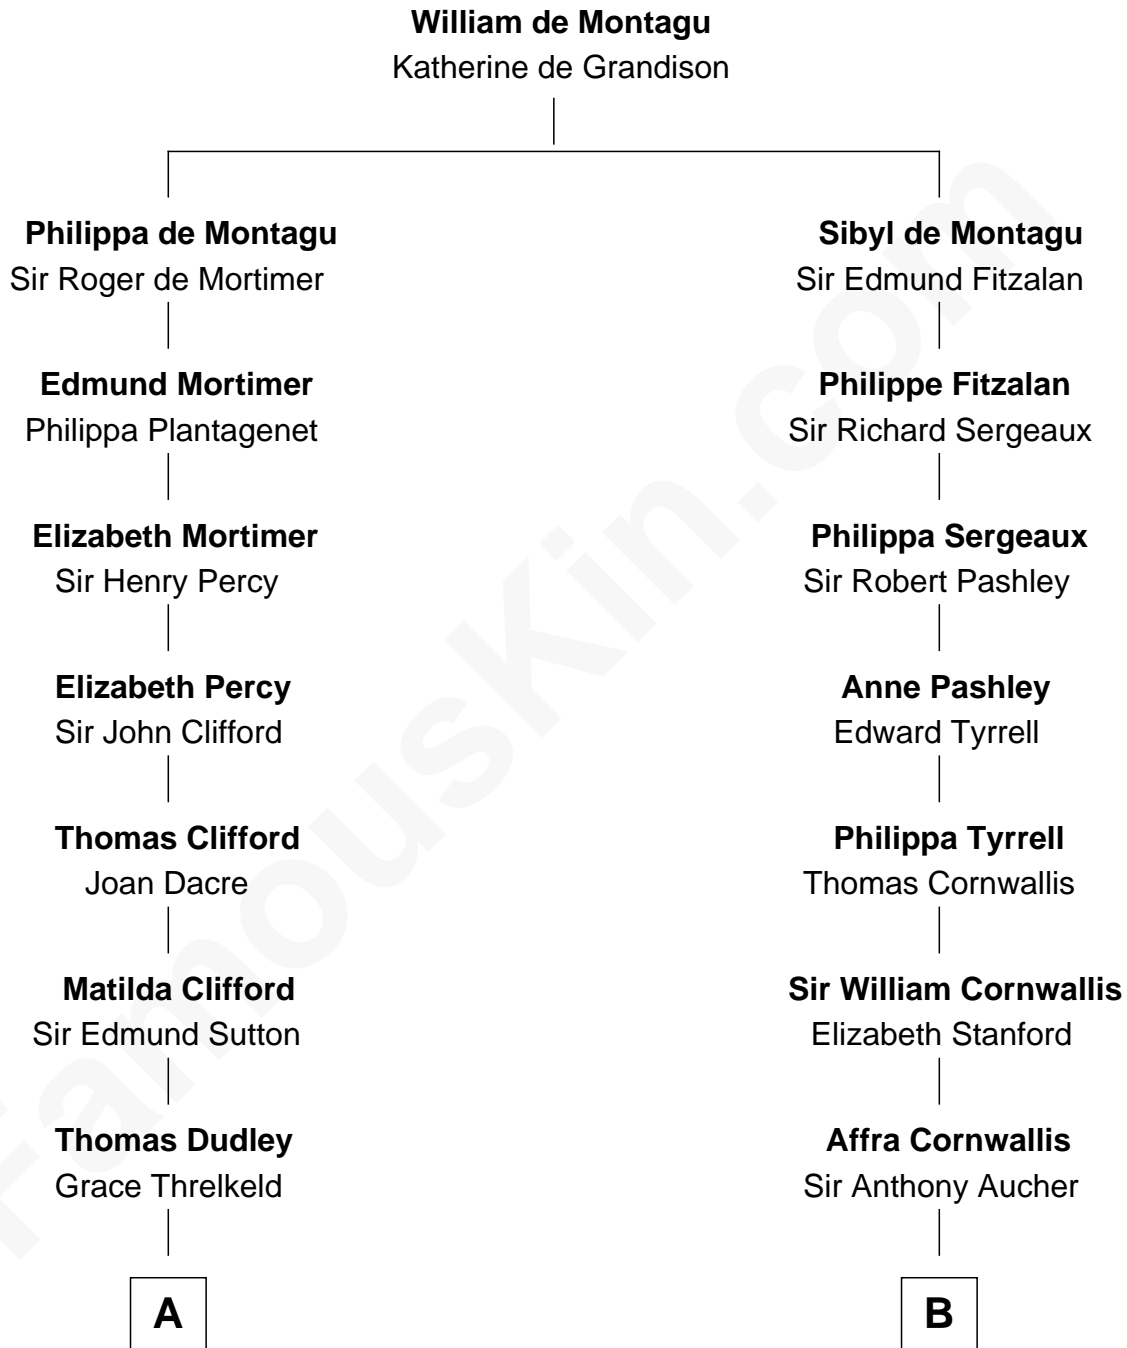 William de Montagu
Katherine de Grandison
Philippa de Montagu
Sir Roger de Mortimer
Sibyl de Montagu
Sir Edmund Fitzalan
Edmund Mortimer
Philippa Plantagenet
Philippe Fitzalan
Sir Richard Sergeaux
Elizabeth Mortimer
Sir Henry Percy
Philippa Sergeaux
Sir Robert Pashley
Elizabeth Percy
Sir John Clifford
Anne Pashley
Edward Tyrrell
Thomas Clifford
Joan Dacre
Philippa Tyrrell
Thomas Cornwallis
Matilda Clifford
Sir Edmund Sutton
Sir William Cornwallis
Elizabeth Stanford
Thomas Dudley
Grace Threlkeld
Affra Cornwallis
Sir Anthony Aucher
A
B
FamousKin.com